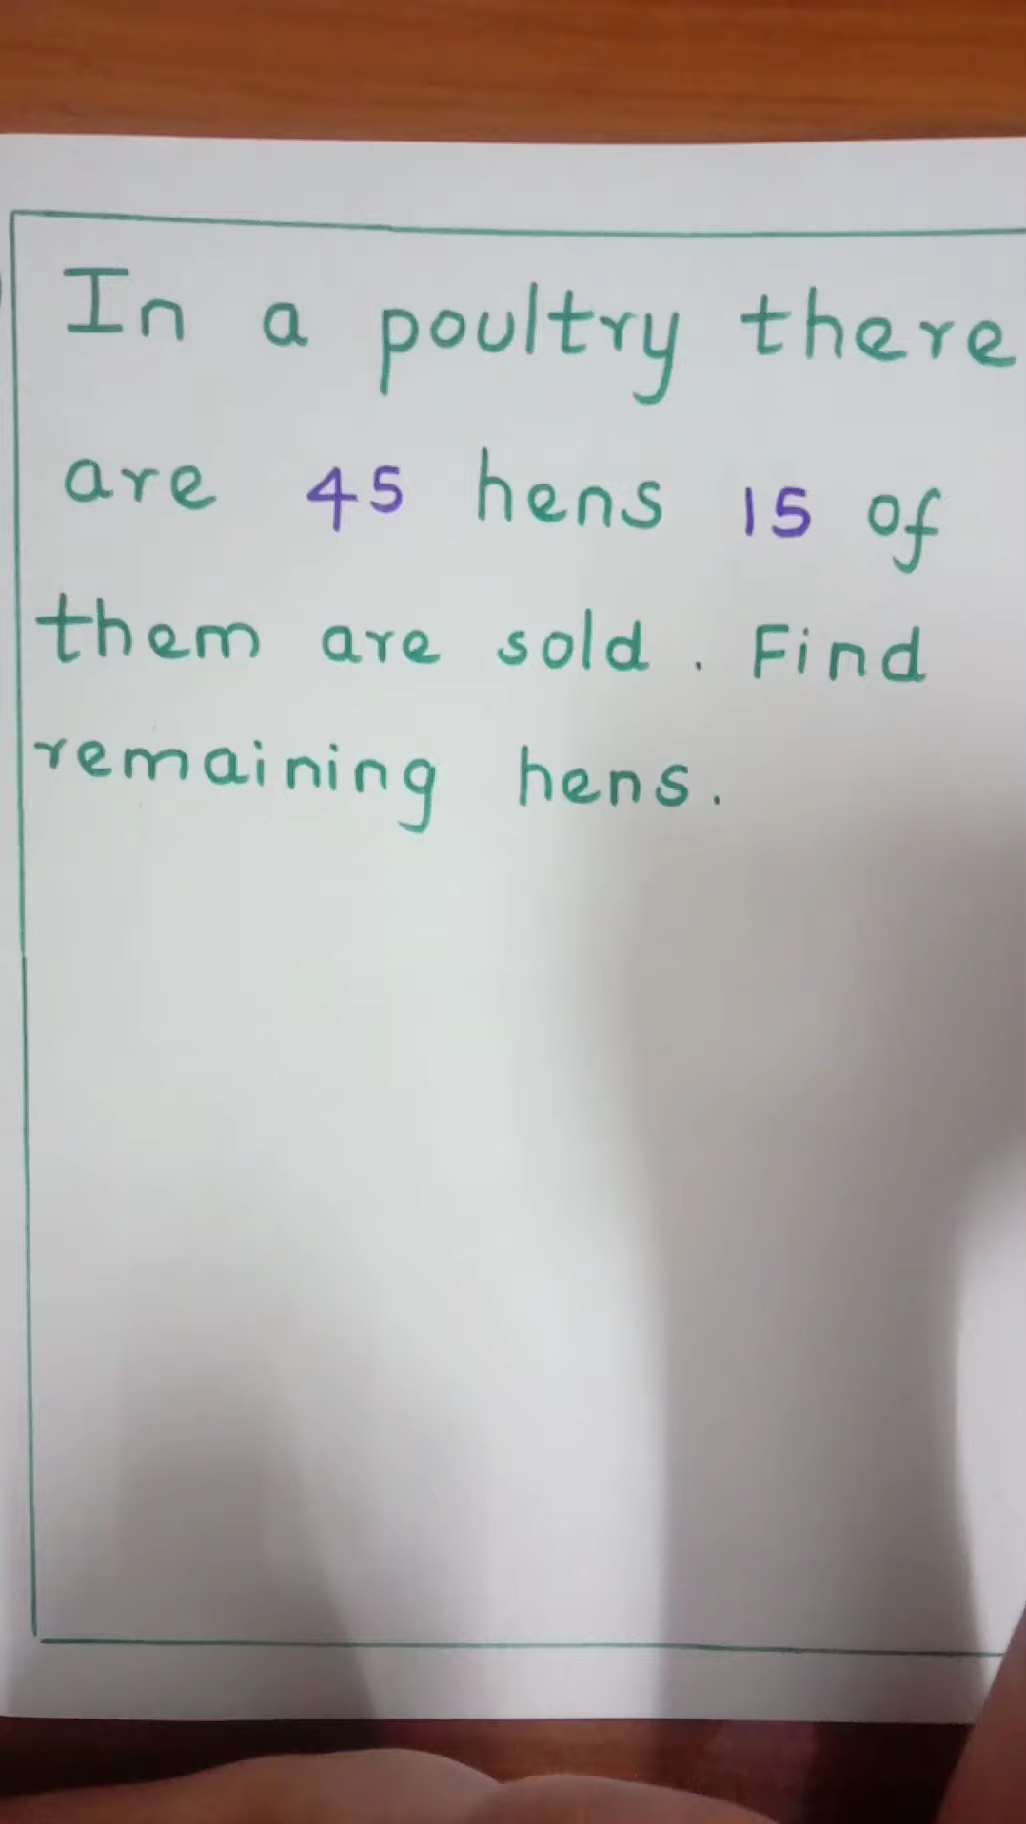 In a poultry there
are 45 hens 15 of
them are sold. Find
remaining hens.